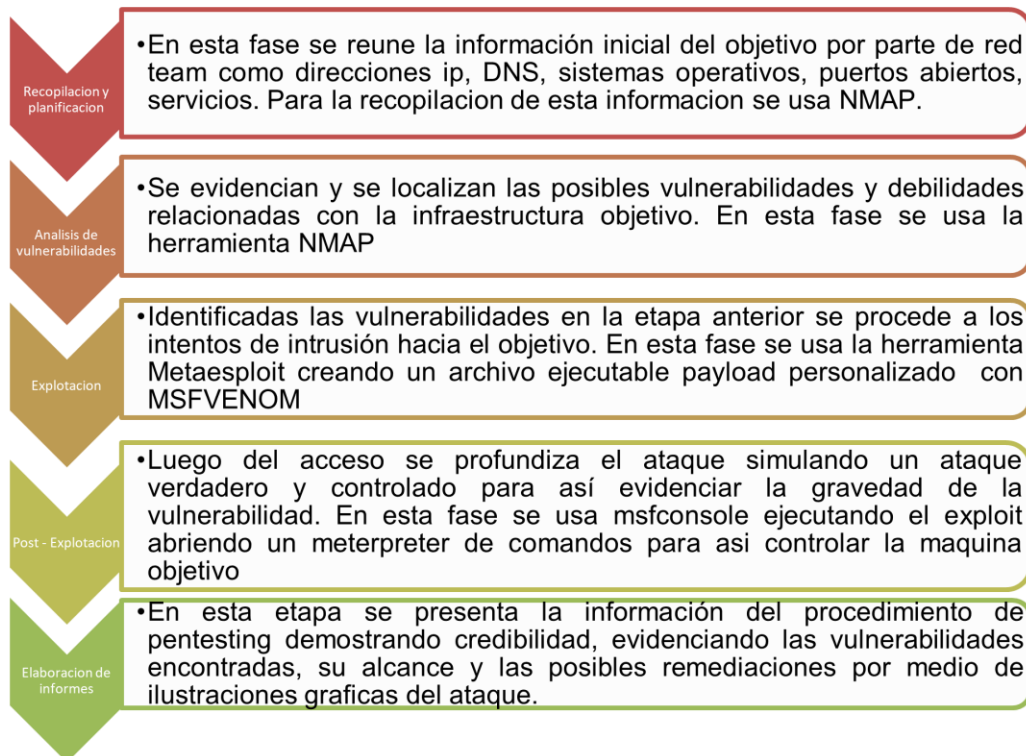 Recopilacion y
planificacion
•En esta fase se reune la información inicial del objetivo por parte de red
team como direcciones ip, DNS, sistemas operativos, puertos abiertos,
servicios. Para la recopilacion de esta informacion se usa NMAP.
Analisis de
vulnerabilidades
•Se evidencian y se localizan las posibles vulnerabilidades y debilidades
relacionadas con la infraestructura objetivo. En esta fase se usa la
herramienta NMAP
Explotacion
•Identificadas las vulnerabilidades en la etapa anterior se procede a los
intentos de intrusión hacia el objetivo. En esta fase se usa la herramienta
Metaesploit creando un archivo ejecutable payload personalizado con
MSFVENOM
Post - Explotacion
•Luego del acceso se profundiza el ataque simulando un ataque
verdadero y controlado para así evidenciar la gravedad de la
vulnerabilidad. En esta fase se usa msfconsole ejecutando el exploit
abriendo un meterpreter de comandos para asi controlar la maquina
objetivo
Elaboracion de
informes
•En esta etapa se presenta la información del procedimiento de
pentesting demostrando credibilidad, evidenciando las vulnerabilidades
encontradas, su alcance y las posibles remediaciones por medio de
ilustraciones graficas del ataque.